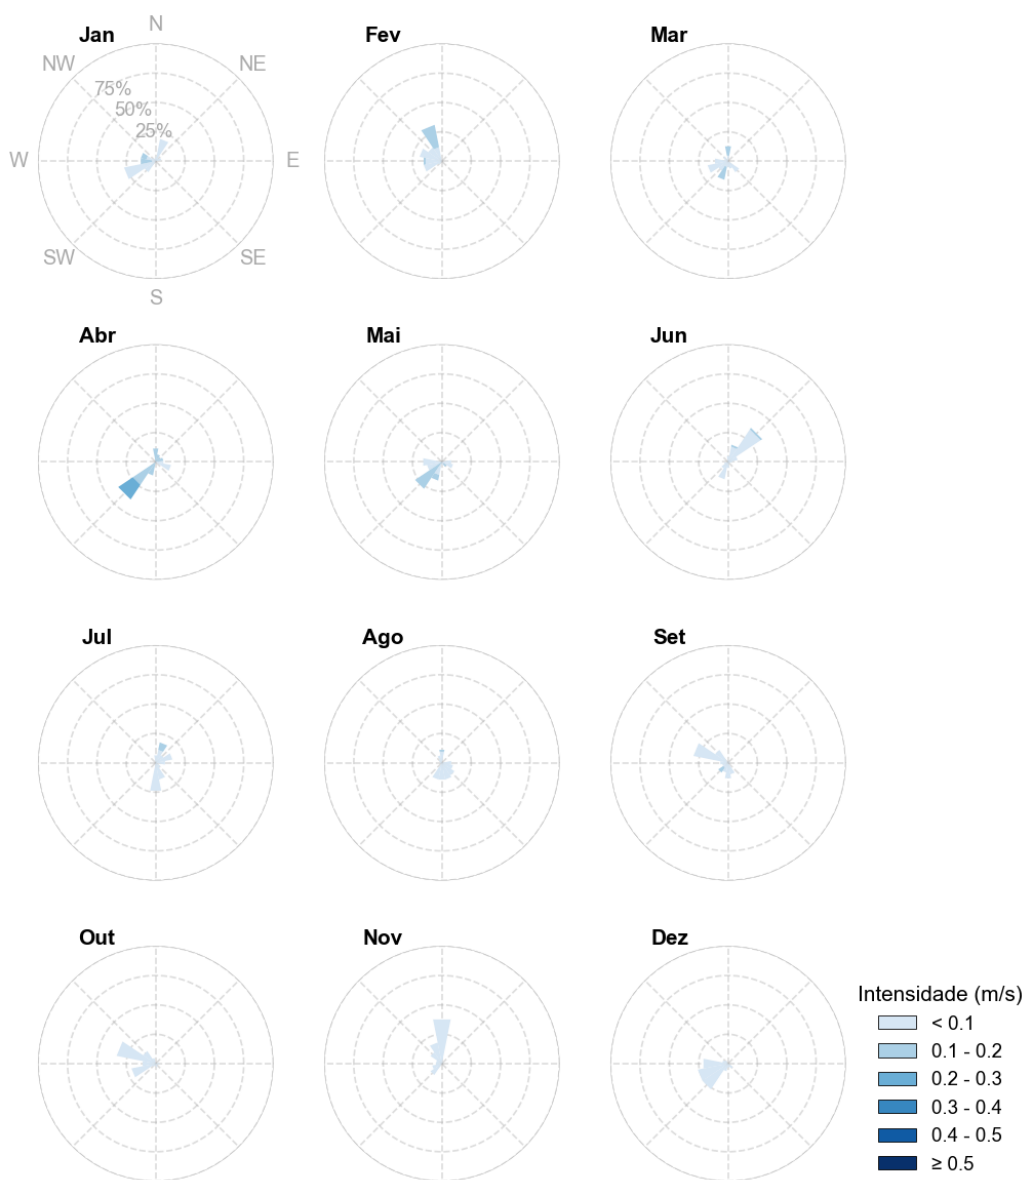 N
Jan
Fev
Mar
NW
NE
75%
50%
25%
W
E
SW
SE
S
Abr
Mai
Jun
Jul
Ago
Set
Out
Nov
Dez
Intensidade (m/s)
< 0.1
0.1 - 0.2
0.2 - 0.3
0.3 - 0.4
0.4 - 0.5
≥ 0.5